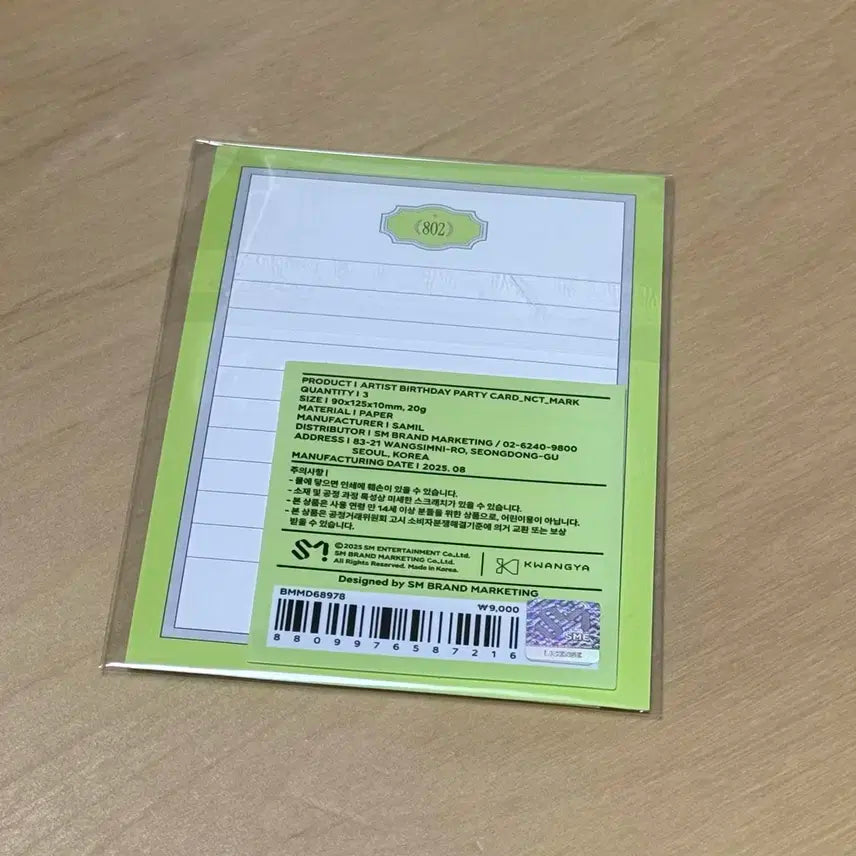 802
PRODUCT I ARTIST BIRTHDAY PARTY CARD_NCT_MARK
QUANTITY I 3
SIZE I 90x125x10mm, 20g
MATERIAL I PAPER
MANUFACTURER I SAMIL
DISTRIBUTOR I SM BRAND MARKETING / 02-6240-9800
ADDRESS I 83-21 WANGSIMNI-RO, SEONGDONG-GU
SEOUL, KOREA
MANUFACTURING DATE I 2025. 08
주의사항 I
- 물에 닿으면 인쇄에 훼손이 있을 수 있습니다.
- 소재 및 공정 과정 특성상 미세한 스크래치가 있을 수 있습니다.
- 본 상품은 사용 연령 만 14세 이상 분들을 위한 상품으로, 어린이용이 아닙니다.
- 본 상품은 공정거래위원회 고시 소비자분쟁해결기준에 의거 교환 또는 보상
받을 수 있습니다.
SM
©2025 SM ENTERTAINMENT Co.,Ltd.
SM BRAND MARKETING Co.,Ltd.
All Rights Reserved. Made in Korea.
KWANGYA
Designed by SM BRAND MARKETING
BMMD68978
₩9,000
8809976587216
SME